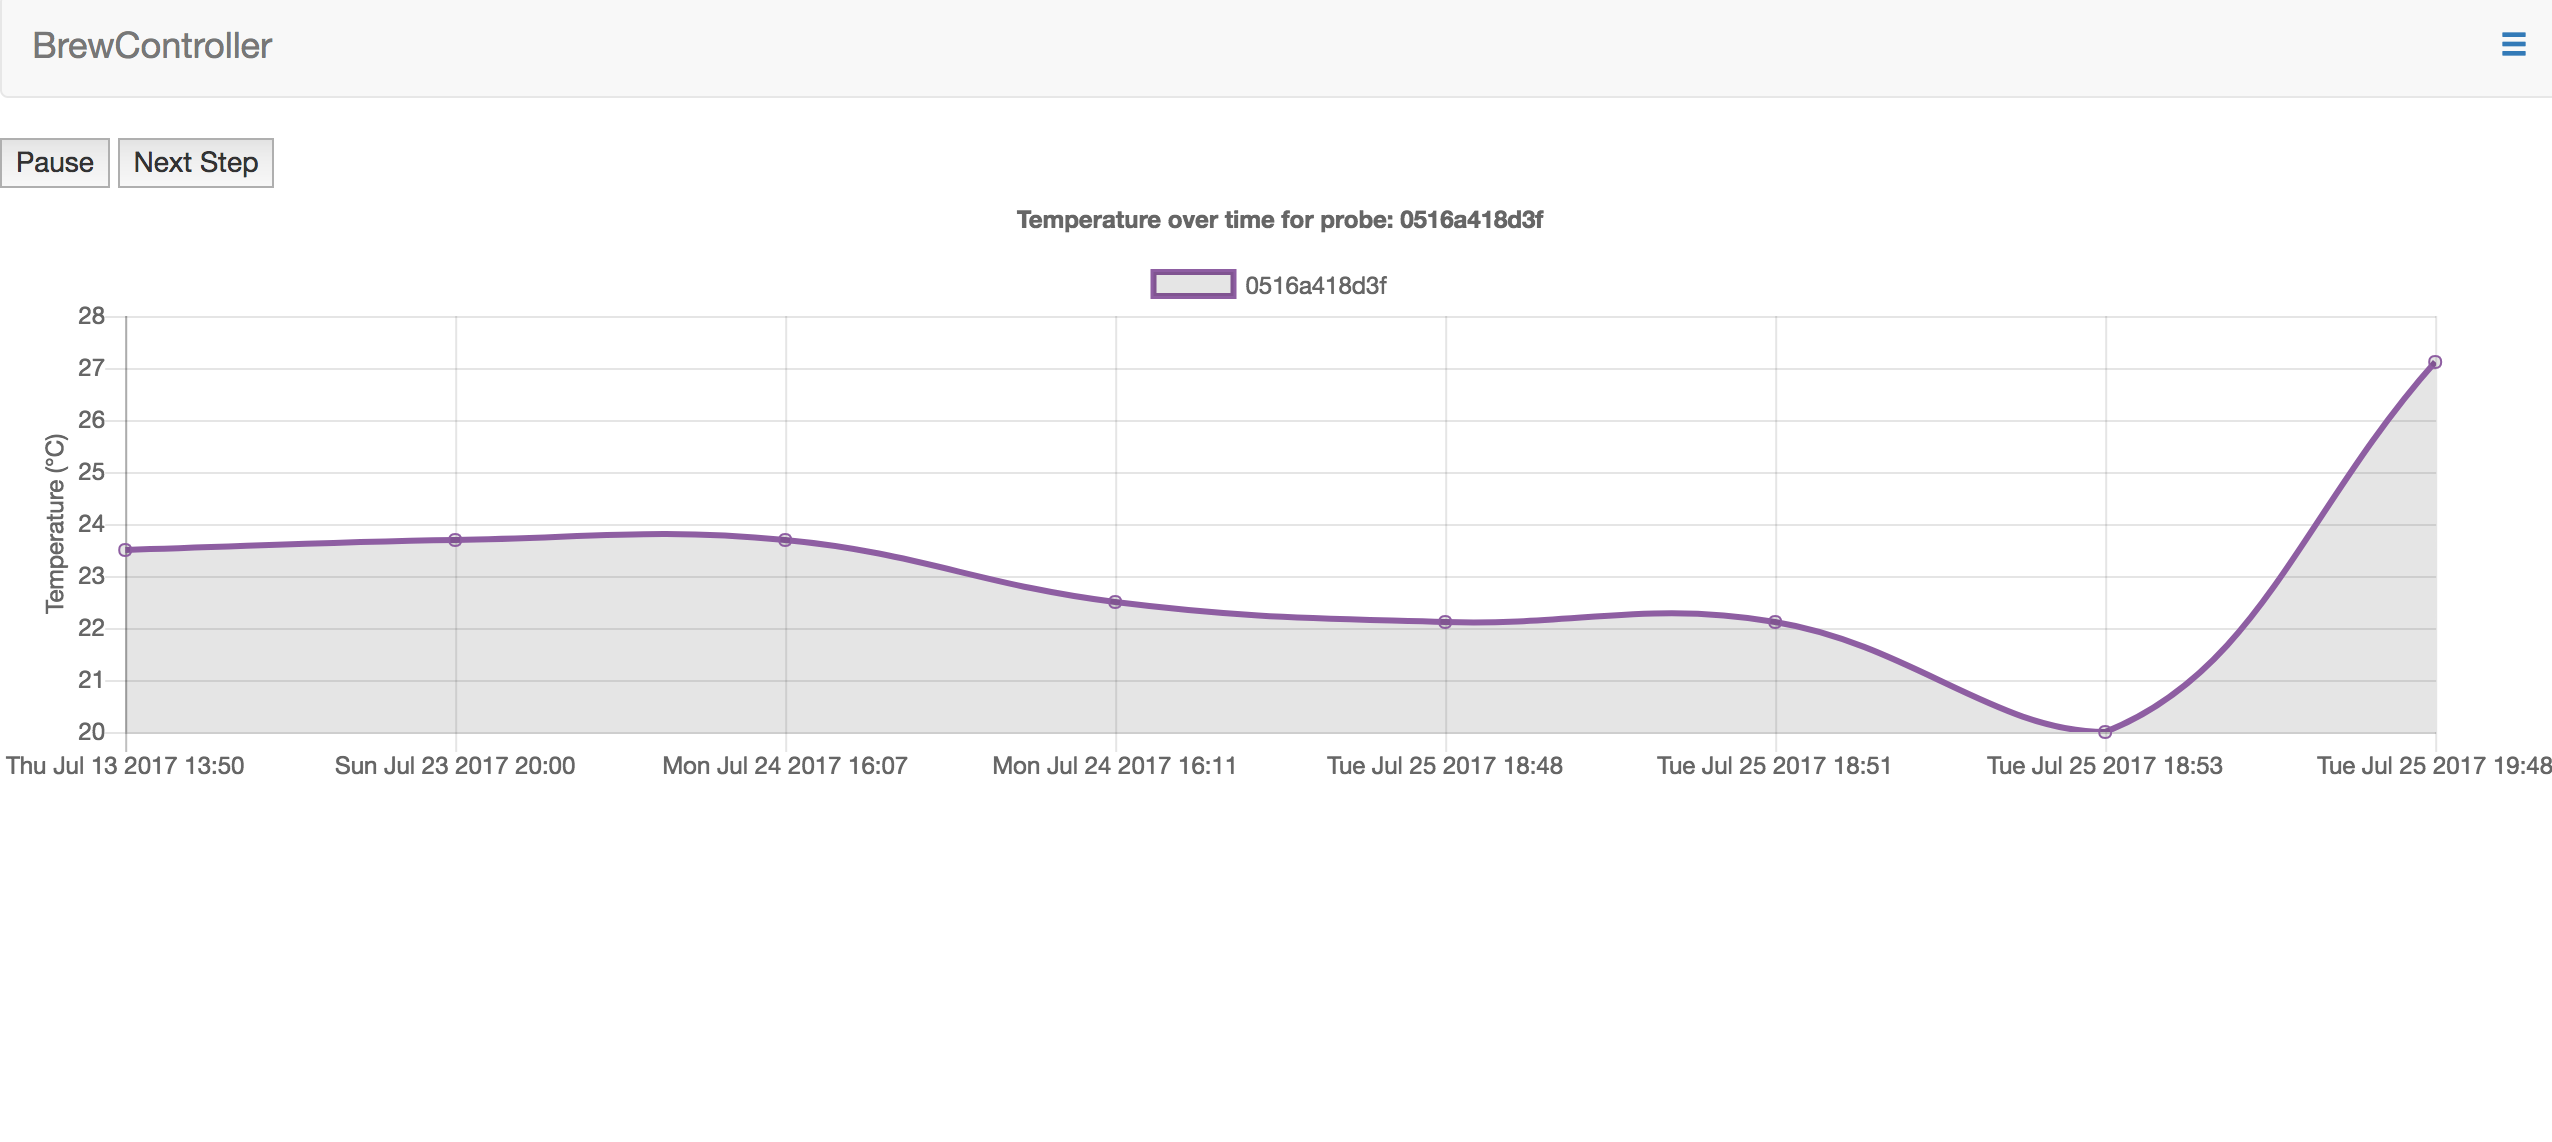 BrewController
Pause Next Step
Temperature over time for probe: 0516a418d3f
0516a418d3f
Temperature (°C)
28
27
26
25
24
23
22
21
20
Thu Jul 13 2017 13:50 Sun Jul 23 2017 20:00 Mon Jul 24 2017 16:07 Mon Jul 24 2017 16:11 Tue Jul 25 2017 18:48 Tue Jul 25 2017 18:51 Tue Jul 25 2017 18:53 Tue Jul 25 2017 19:48